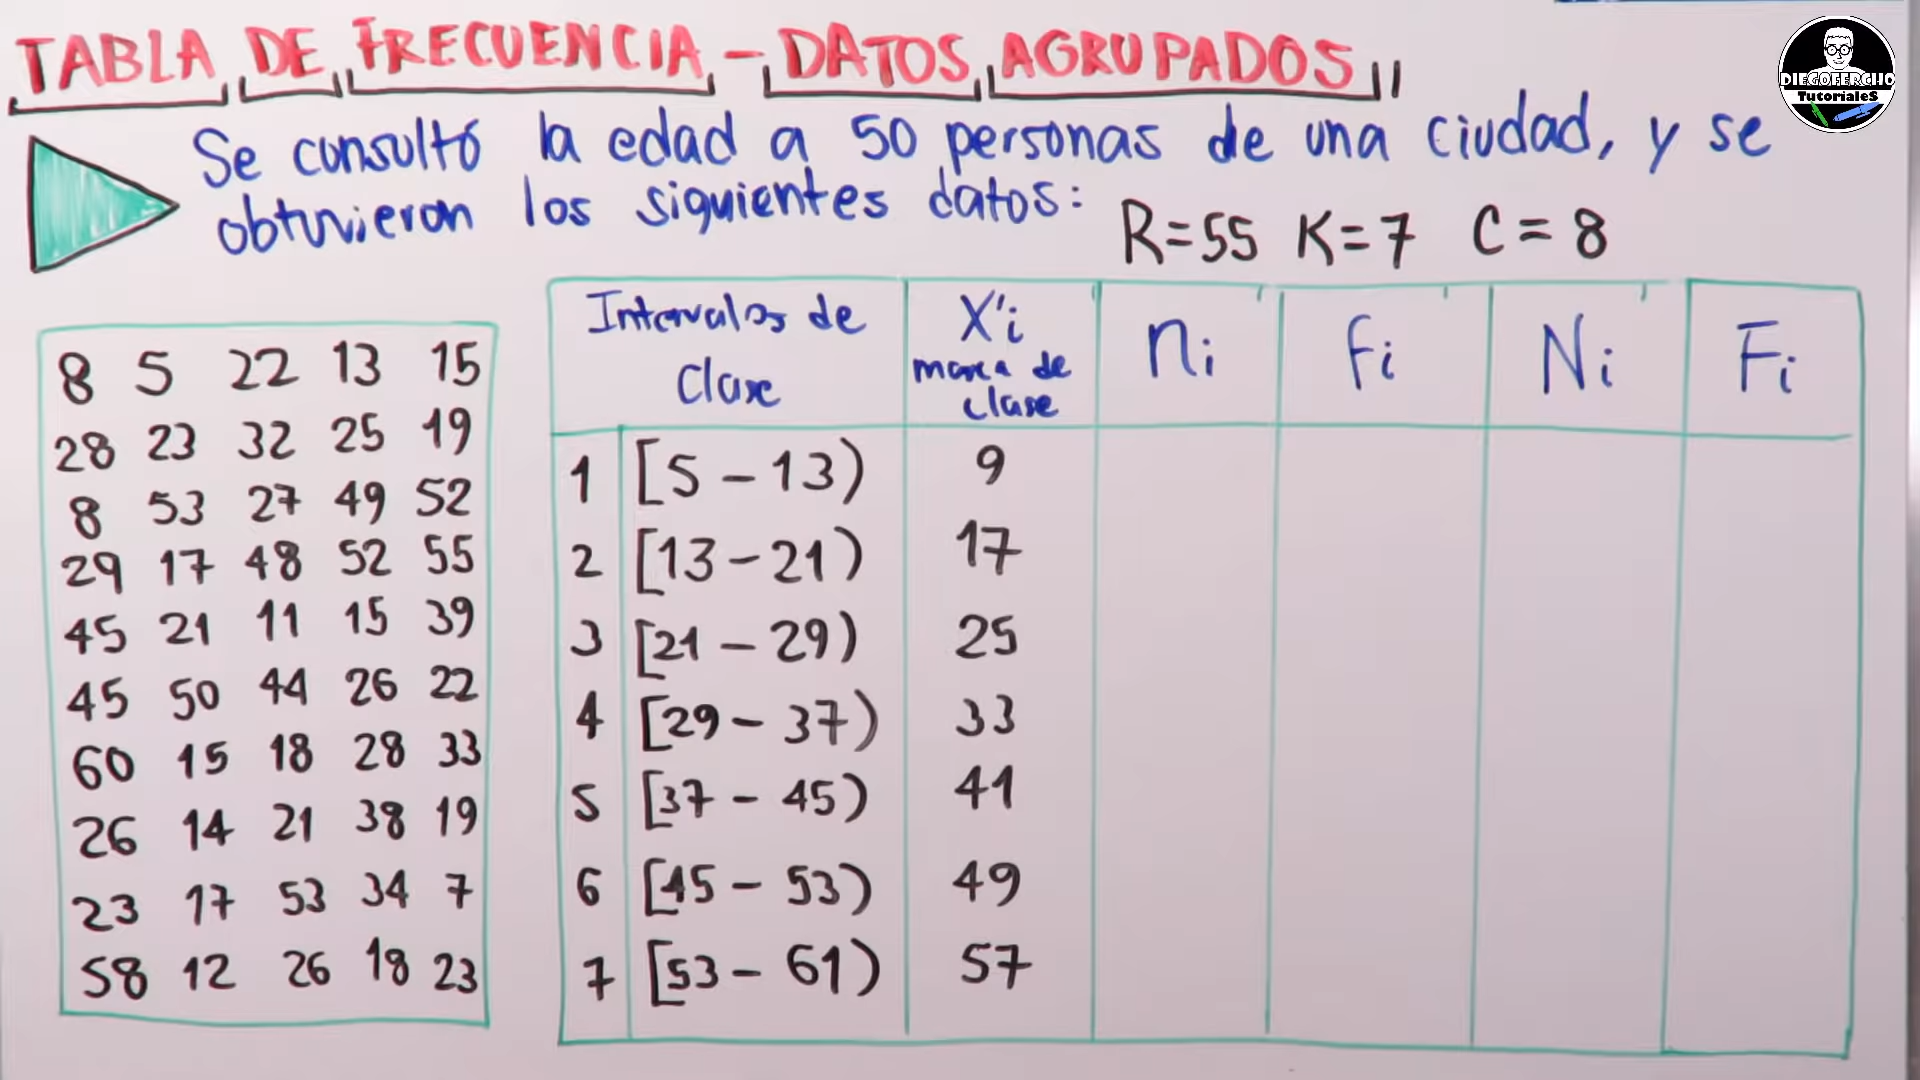 TABLA DE FRECUENCIA - DATOS AGRUPADOS
DIEGOFERCHO
TutorialeS
Se consultó la edad a 50 personas de una ciudad, y se
obtuvieron los siguientes datos:
R=55 K=7 C=8
8 5 22 13 15
28 23 32 25 19
8 53 27 49 52
29 17 48 52 55
45 21 11 15 39
45 50 44 26 22
60 15 18 28 33
26 14 21 38 19
23 17 53 34 7
58 12 26 18 23
Intervalos de
Clase
X'i
marca de
clase
ni
fi
Ni
Fi
1 [5 - 13) 9
2 [13 - 21) 17
3 [21 - 29) 25
4 [29 - 37) 33
5 [37 - 45) 41
6 [45 - 53) 49
7 [53 - 61) 57